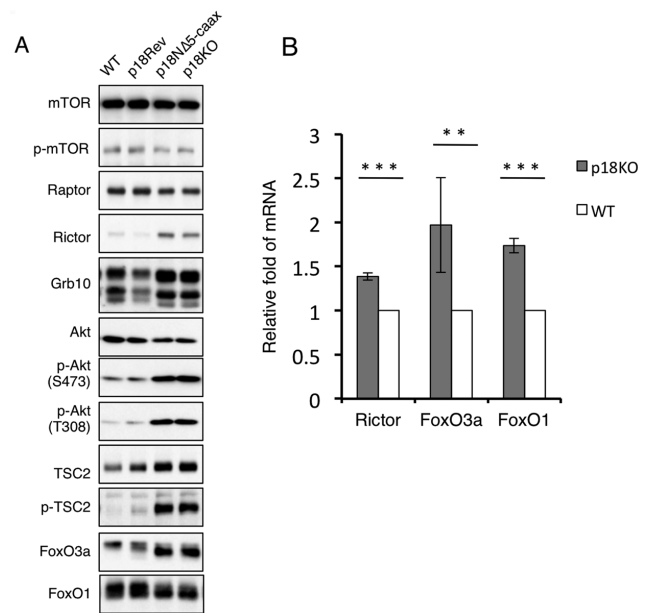 A
WT
p18Rev
p18NΔ5-caax
p18KO
mTOR
p-mTOR
Raptor
Rictor
Grb10
Akt
p-Akt
(S473)
p-Akt
(T308)
TSC2
p-TSC2
FoxO3a
FoxO1
B
Relative fold of mRNA
3
2.5
2
1.5
1
0.5
0
***
**
***
Rictor
FoxO3a
FoxO1
p18KO
WT